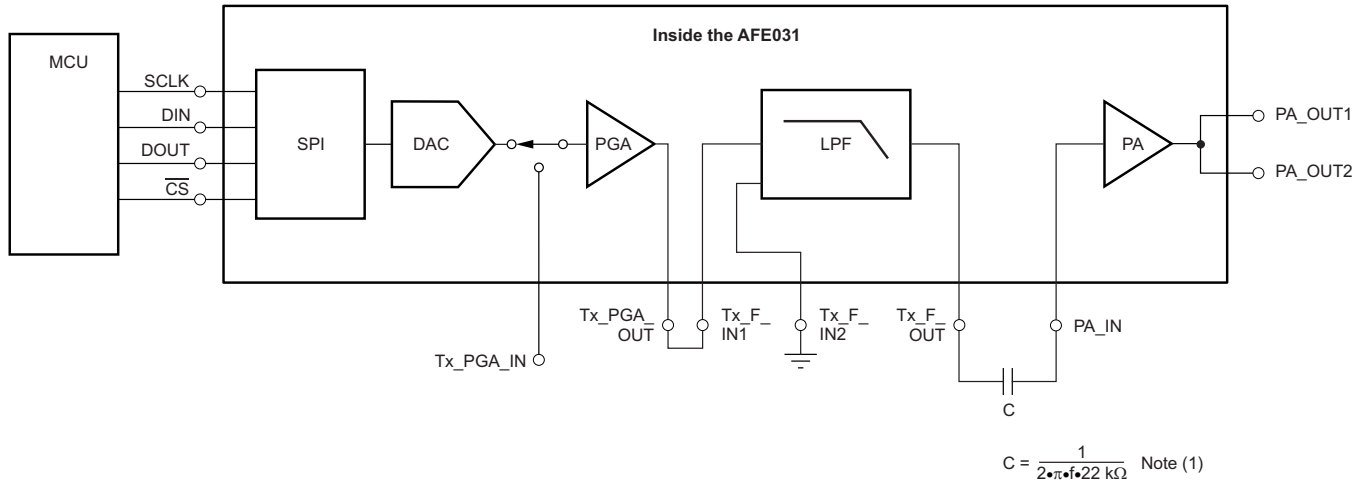 Inside the AFE031
MCU
SCLK
DIN
DOUT
CS
SPI
DAC
PGA
LPF
PA
PA_OUT1
PA_OUT2
Tx_PGA_IN
Tx_PGA_
OUT
Tx_F_
IN1
Tx_F_
IN2
Tx_F_
OUT
PA_IN
C
C = 1 / 2•π•f•22 kΩ Note (1)